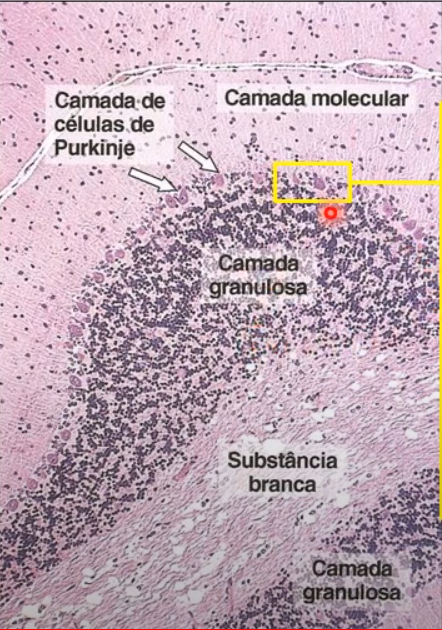 Camada de
células de
Purkinje
Camada molecular
Camada
granulosa
Substância
branca
Camada
granulosa